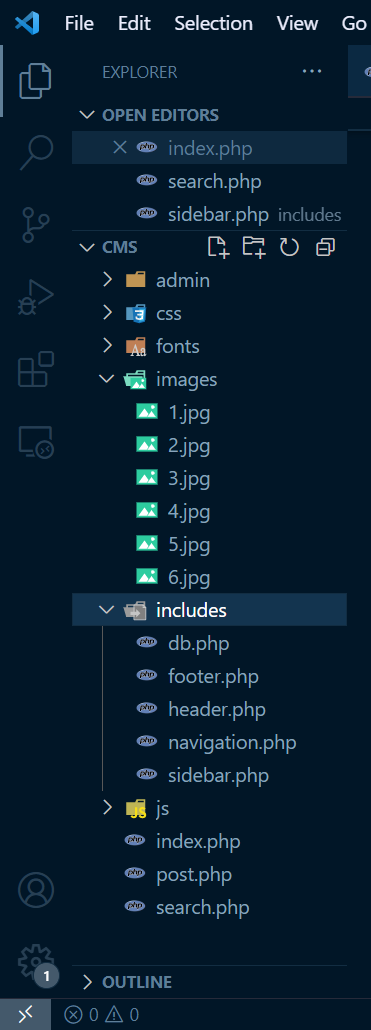 File Edit Selection View Go
EXPLORER ...
OPEN EDITORS
index.php
search.php
sidebar.php includes
CMS
admin
css
fonts
images
1.jpg
2.jpg
3.jpg
4.jpg
5.jpg
6.jpg
includes
db.php
footer.php
header.php
navigation.php
sidebar.php
js
index.php
post.php
search.php
1
OUTLINE
0 0